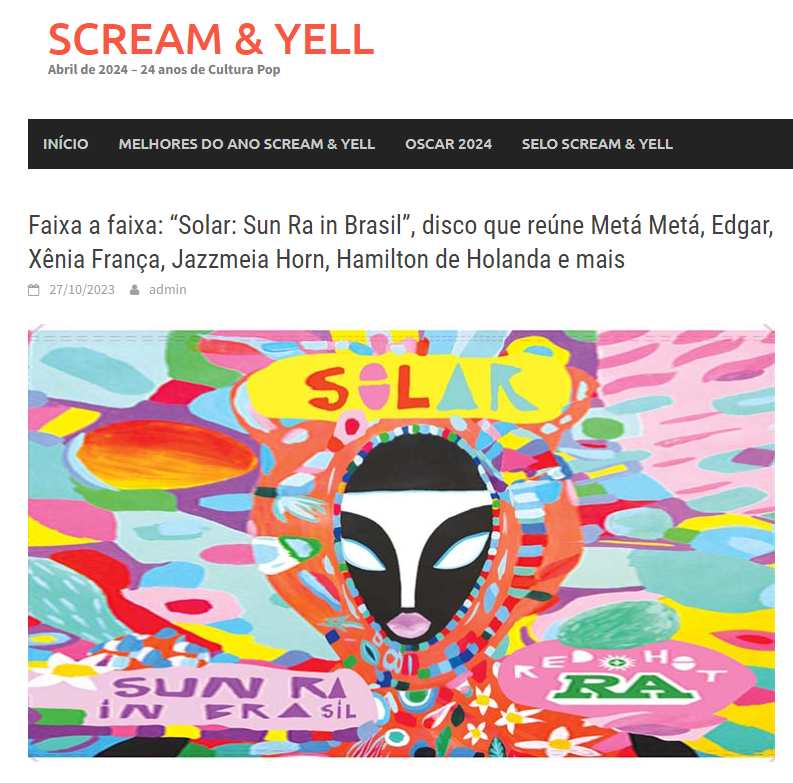 SCREAM & YELL
Abril de 2024 – 24 anos de Cultura Pop
INÍCIO MELHORES DO ANO SCREAM & YELL OSCAR 2024 SELO SCREAM & YELL
Faixa a faixa: “Solar: Sun Ra in Brasil”, disco que reúne Metá Metá, Edgar,
Xênia França, Jazzmeia Horn, Hamilton de Holanda e mais
27/10/2023 admin
SOLAR
SUN RA
IN BRASIL
RED HOT
RA